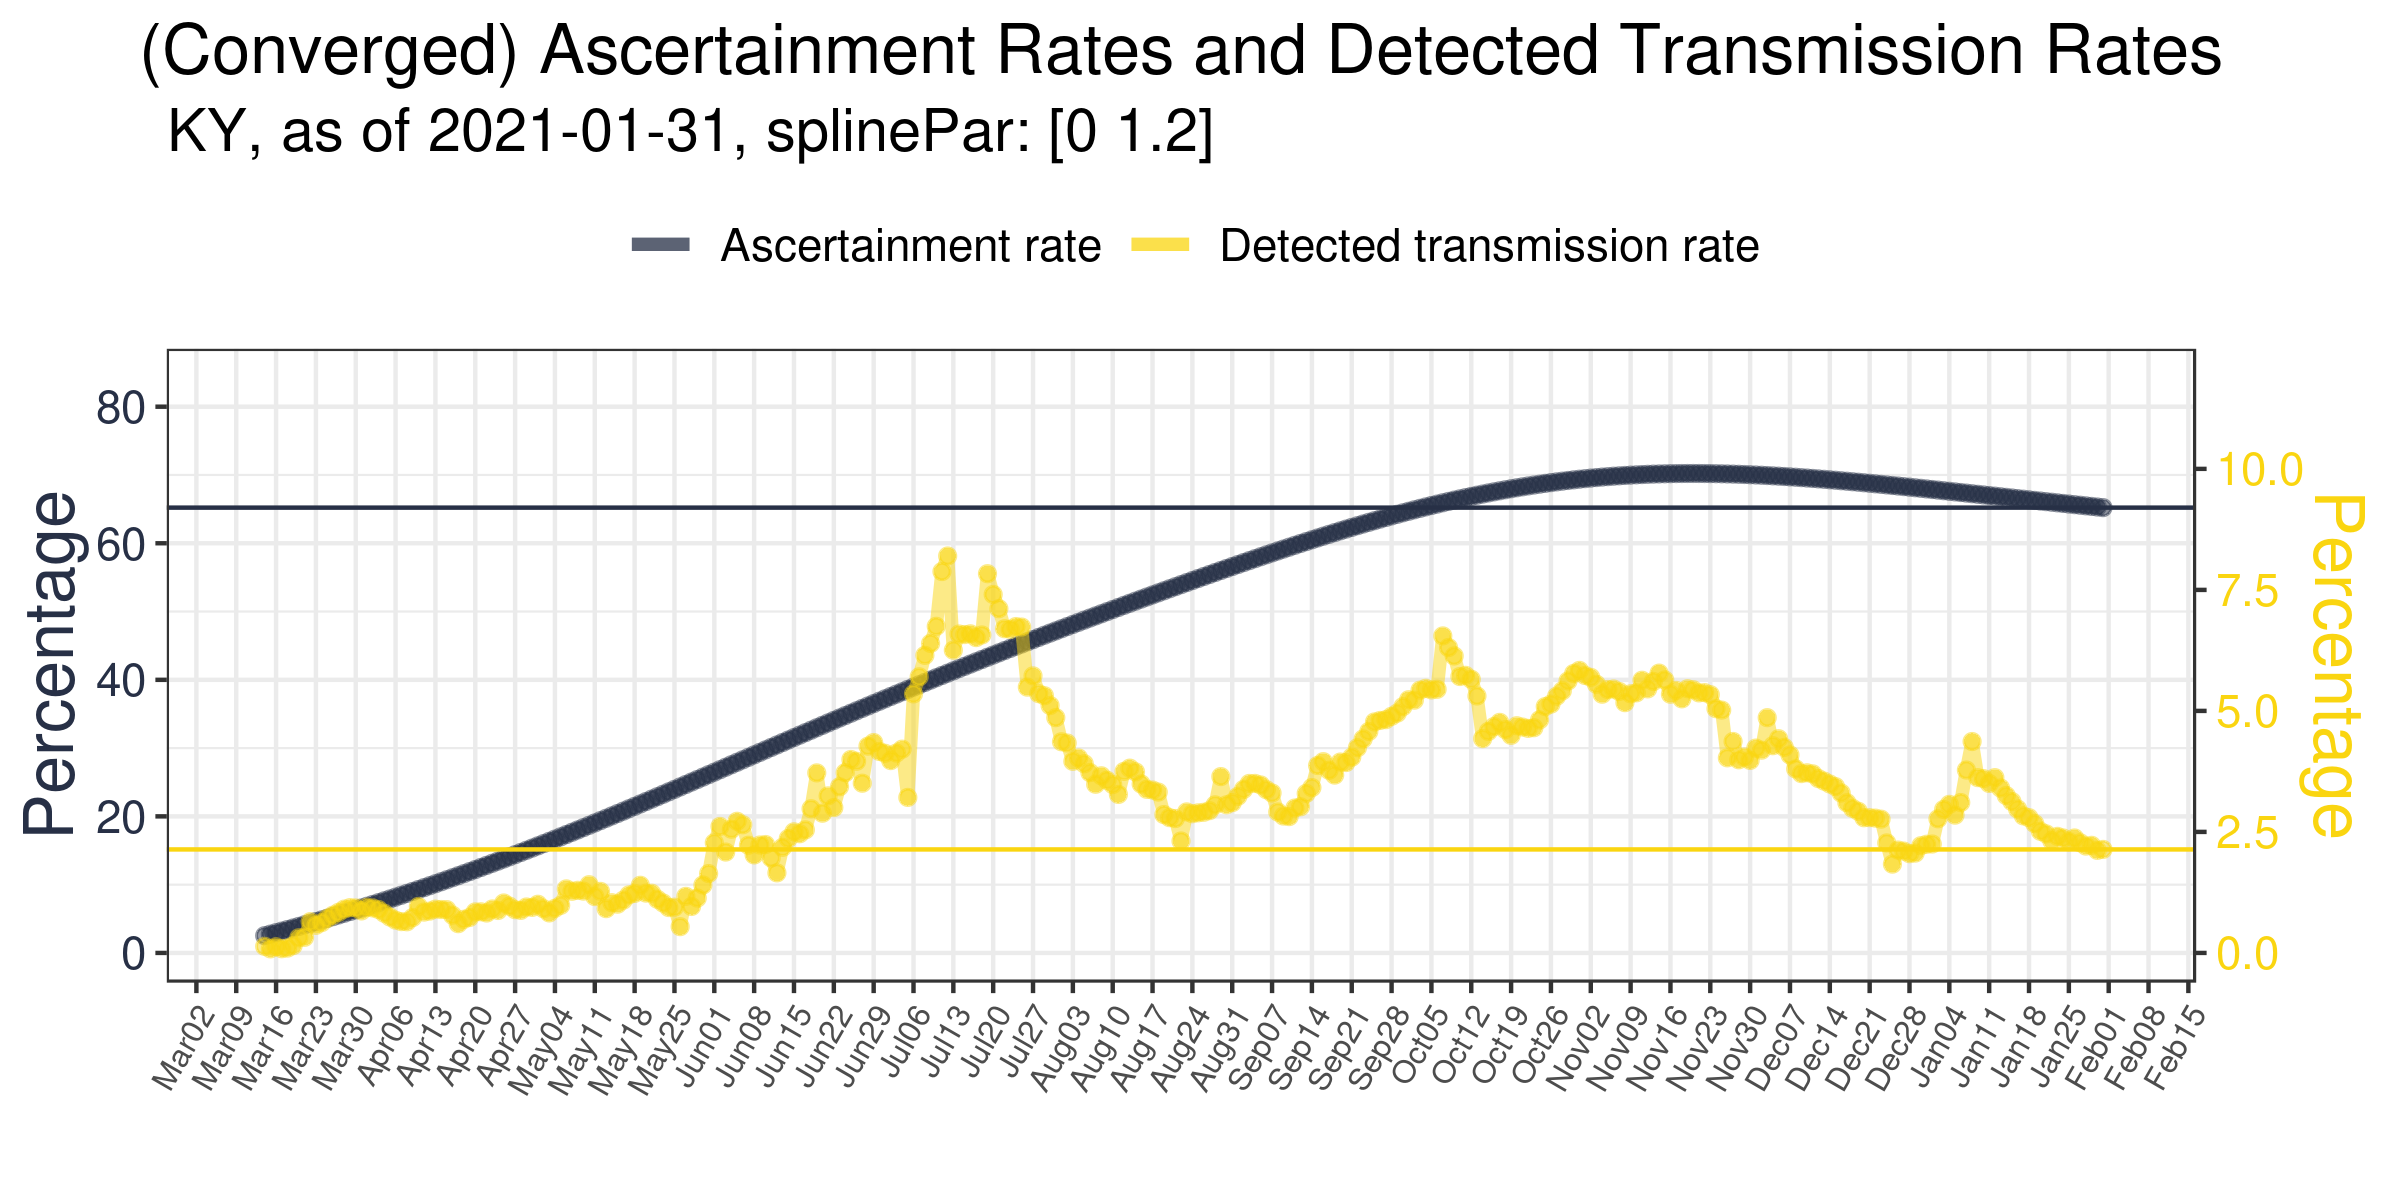 (Converged) Ascertainment Rates and Detected Transmission Rates
KY, as of 2021-01-31, splinePar: [0 1.2]
Ascertainment rate Detected transmission rate
Percentage
80
60
40
20
0
10.0
7.5
5.0
2.5
0.0
Percentage
Mar02 Mar09 Mar16 Mar23 Mar30 Apr06 Apr13 Apr20 Apr27 May04 May11 May18 May25 Jun01 Jun08 Jun15 Jun22 Jun29 Jul06 Jul13 Jul20 Jul27 Aug03 Aug10 Aug17 Aug24 Aug31 Sep07 Sep14 Sep21 Sep28 Oct05 Oct12 Oct19 Oct26 Nov02 Nov09 Nov16 Nov23 Nov30 Dec07 Dec14 Dec21 Dec28 Jan04 Jan11 Jan18 Jan25 Feb01 Feb08 Feb15